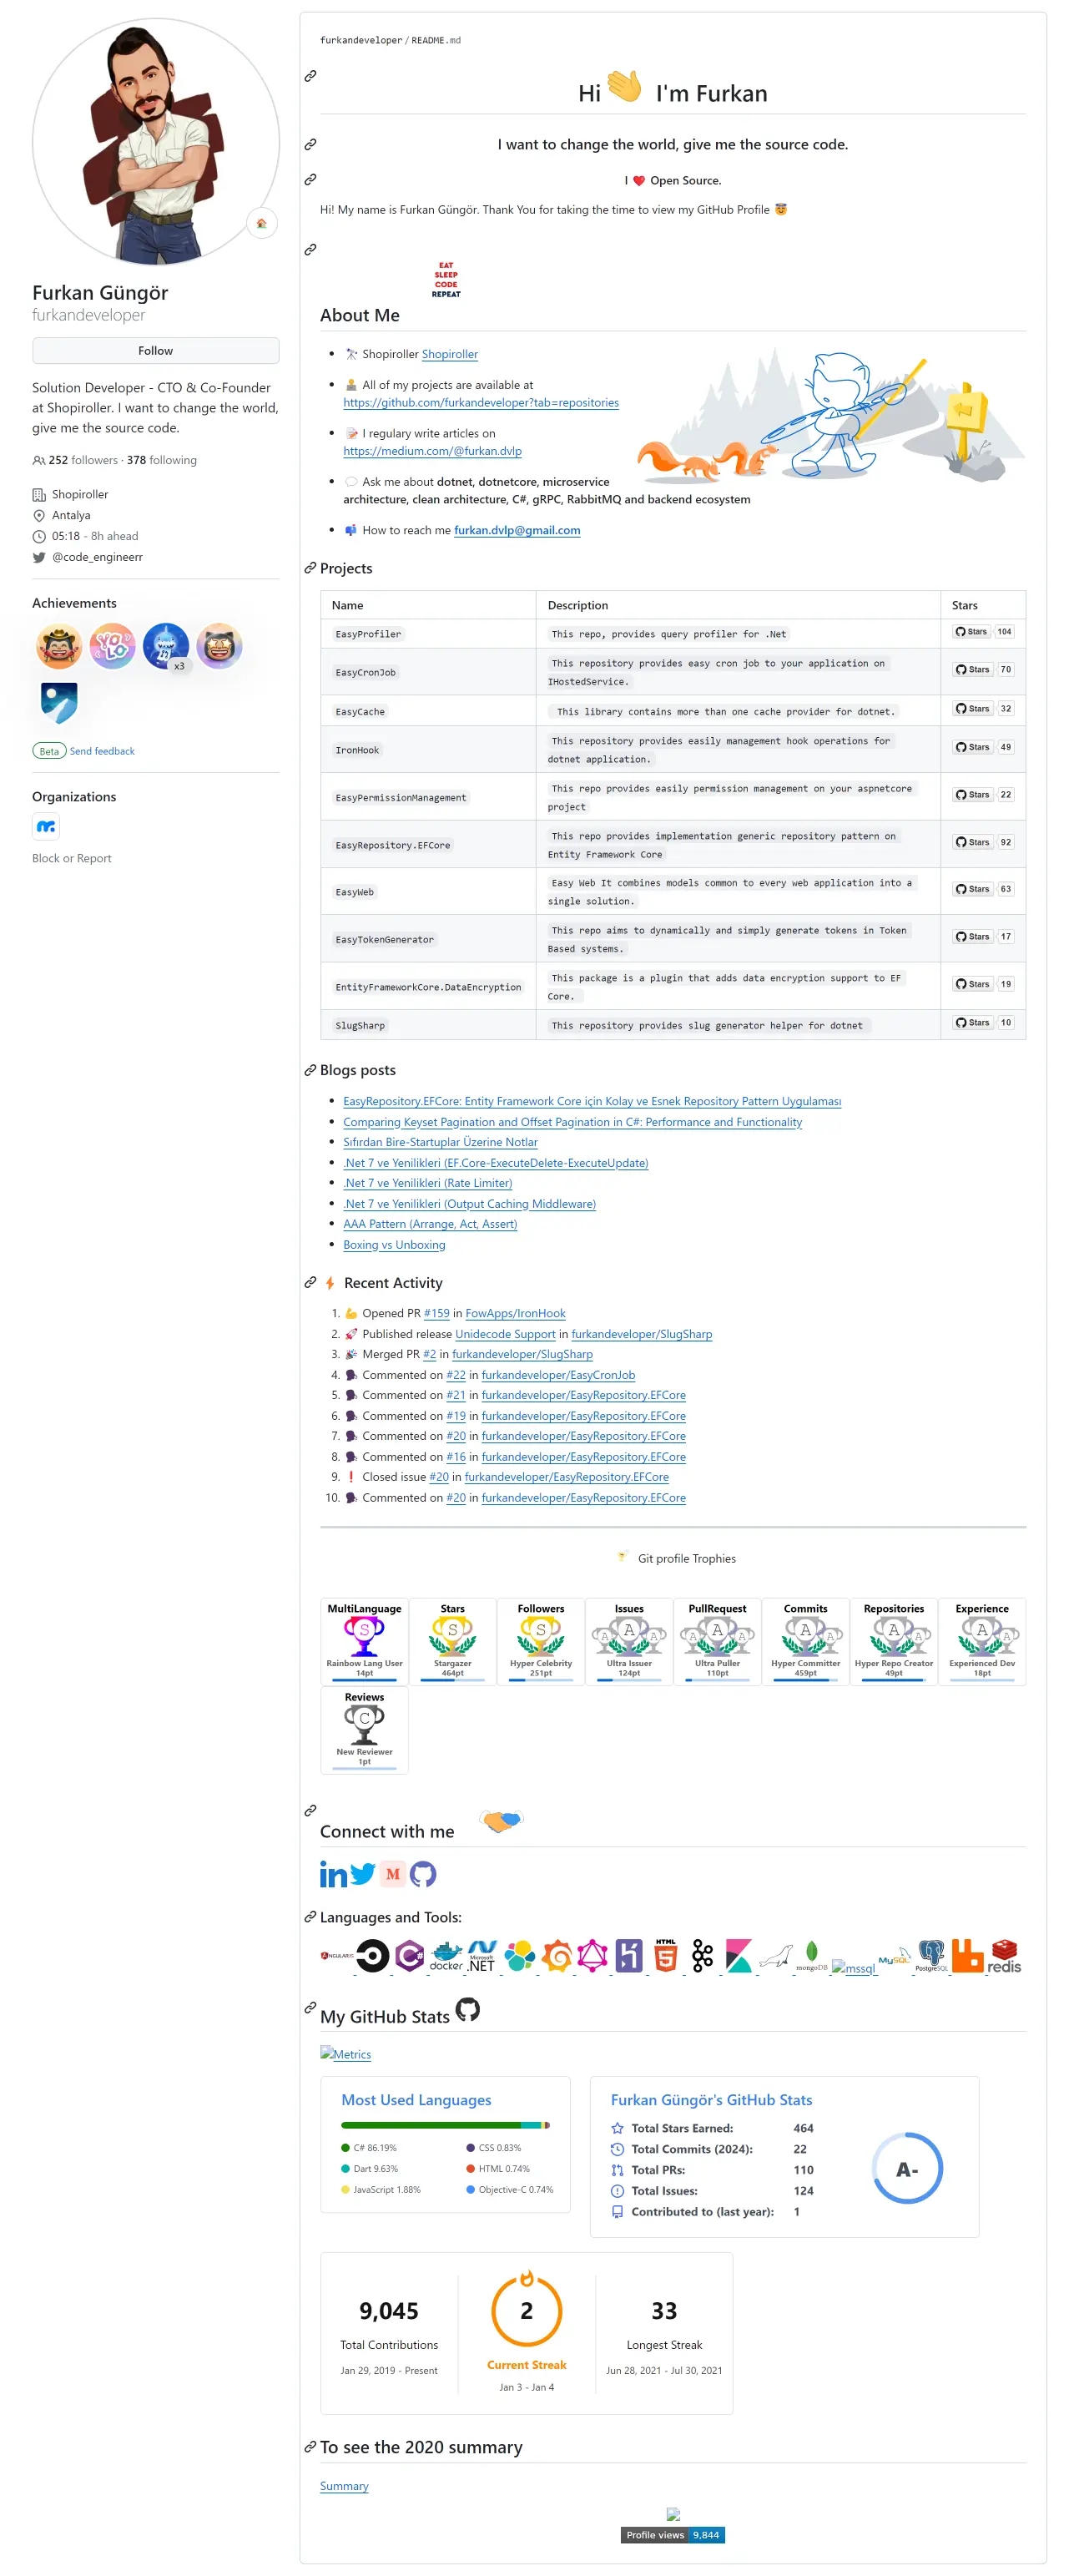 Furkan Güngör
furkandeveloper
Follow
Solution Developer - CTO & Co-Founder
at Shopiroller. I want to change the world,
give me the source code.
252 followers · 378 following
Shopiroller
Antalya
05:18 - 8h ahead
@code_engineerr
Achievements
YO
LO
x3
Beta Send feedback
Organizations
Block or Report
furkandeveloper / README.md
Hi 👋 I'm Furkan
I want to change the world, give me the source code.
I ❤️ Open Source.
Hi! My name is Furkan Güngör. Thank You for taking the time to view my GitHub Profile 😇
EAT
SLEEP
CODE
REPEAT
About Me
🔭 Shopiroller Shopiroller
👨‍💻 All of my projects are available at
https://github.com/furkandeveloper?tab=repositories
📝 I regulary write articles on
https://medium.com/@furkan.dvlp
💬 Ask me about dotnet, dotnetcore, microservice
architecture, clean architecture, C#, gRPC, RabbitMQ and backend ecosystem
📫 How to reach me furkan.dvlp@gmail.com
Projects
Name Description Stars
EasyProfiler This repo, provides query profiler for .Net Stars 104
EasyCronJob This repository provides easy cron job to your application on
IHostedService. Stars 70
EasyCache This library contains more than one cache provider for dotnet. Stars 32
IronHook This repository provides easily management hook operations for
dotnet application. Stars 49
EasyPermissionManagement This repo provides easily permission management on your aspnetcore
project Stars 22
EasyRepository.EFCore This repo provides implementation generic repository pattern on
Entity Framework Core Stars 92
EasyWeb Easy Web It combines models common to every web application into a
single solution. Stars 63
EasyTokenGenerator This repo aims to dynamically and simply generate tokens in Token
Based systems. Stars 17
EntityFrameworkCore.DataEncryption This package is a plugin that adds data encryption support to EF
Core. Stars 19
SlugSharp This repository provides slug generator helper for dotnet Stars 10
Blogs posts
EasyRepository.EFCore: Entity Framework Core için Kolay ve Esnek Repository Pattern Uygulaması
Comparing Keyset Pagination and Offset Pagination in C#: Performance and Functionality
Sıfırdan Bire-Startuplar Üzerine Notlar
.Net 7 ve Yenilikleri (EF.Core-ExecuteDelete-ExecuteUpdate)
.Net 7 ve Yenilikleri (Rate Limiter)
.Net 7 ve Yenilikleri (Output Caching Middleware)
AAA Pattern (Arrange, Act, Assert)
Boxing vs Unboxing
⚡ Recent Activity
1. 💪 Opened PR #159 in FowApps/IronHook
2. 🚀 Published release Unidecode Support in furkandeveloper/SlugSharp
3. 🎉 Merged PR #2 in furkandeveloper/SlugSharp
4. 🗣 Commented on #22 in furkandeveloper/EasyCronJob
5. 🗣 Commented on #21 in furkandeveloper/EasyRepository.EFCore
6. 🗣 Commented on #19 in furkandeveloper/EasyRepository.EFCore
7. 🗣 Commented on #20 in furkandeveloper/EasyRepository.EFCore
8. 🗣 Commented on #16 in furkandeveloper/EasyRepository.EFCore
9. ❗ Closed issue #20 in furkandeveloper/EasyRepository.EFCore
10. 🗣 Commented on #20 in furkandeveloper/EasyRepository.EFCore
Git profile Trophies
MultiLanguage Stars Followers Issues PullRequest Commits Repositories Experience
S S S A A A A A A A A A A A A A
Rainbow Lang User Stargazer Hyper Celebrity Ultra Issuer Ultra Puller Hyper Committer Hyper Repo Creator Experienced Dev
14pt 464pt 251pt 124pt 110pt 459pt 49pt 18pt
Reviews
C
New Reviewer
1pt
Connect with me
in M
Languages and Tools:
ANGULARJS C# docker Microsoft .NET HTML 5 mongoDB mssql MySQL PostgreSQL redis
My GitHub Stats
Metrics
Most Used Languages
C# 86.19% CSS 0.83%
Dart 9.63% HTML 0.74%
JavaScript 1.88% Objective-C 0.74%
Furkan Güngör's GitHub Stats
Total Stars Earned: 464
Total Commits (2024): 22
Total PRs: 110
Total Issues: 124
Contributed to (last year): 1
A-
9,045 2 33
Total Contributions Current Streak Longest Streak
Jan 29, 2019 - Present Jan 3 - Jan 4 Jun 28, 2021 - Jul 30, 2021
To see the 2020 summary
Summary
Profile views 9,844